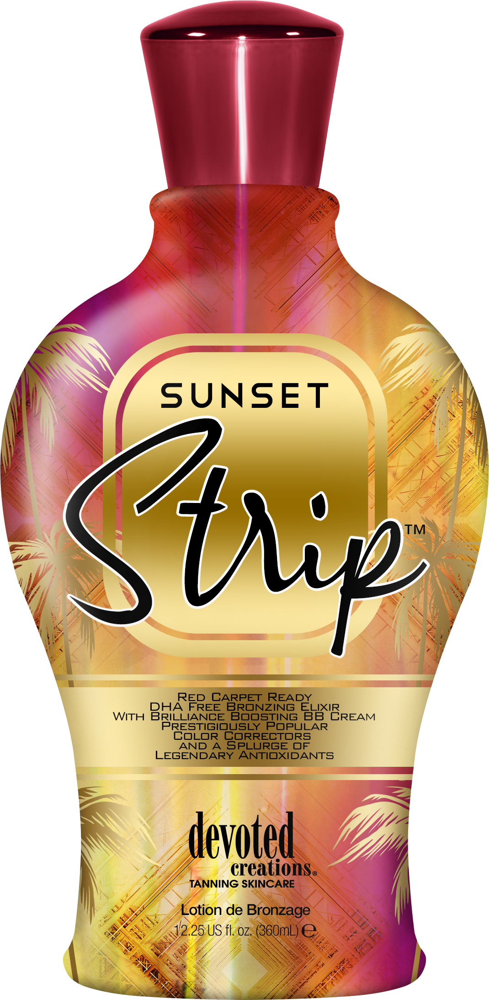 SUNSET
Strip™
RED CARPET READY
DHA FREE BRONZING ELIXIR
WITH BRILLIANCE BOOSTING BB CREAM
PRESTIGIOUSLY POPULAR
COLOR CORRECTORS
AND A SPLURGE OF
LEGENDARY ANTIOXIDANTS
devoted
creations®
TANNING SKINCARE
Lotion de Bronzage
12.25 US fl. oz. (360mL) ℮